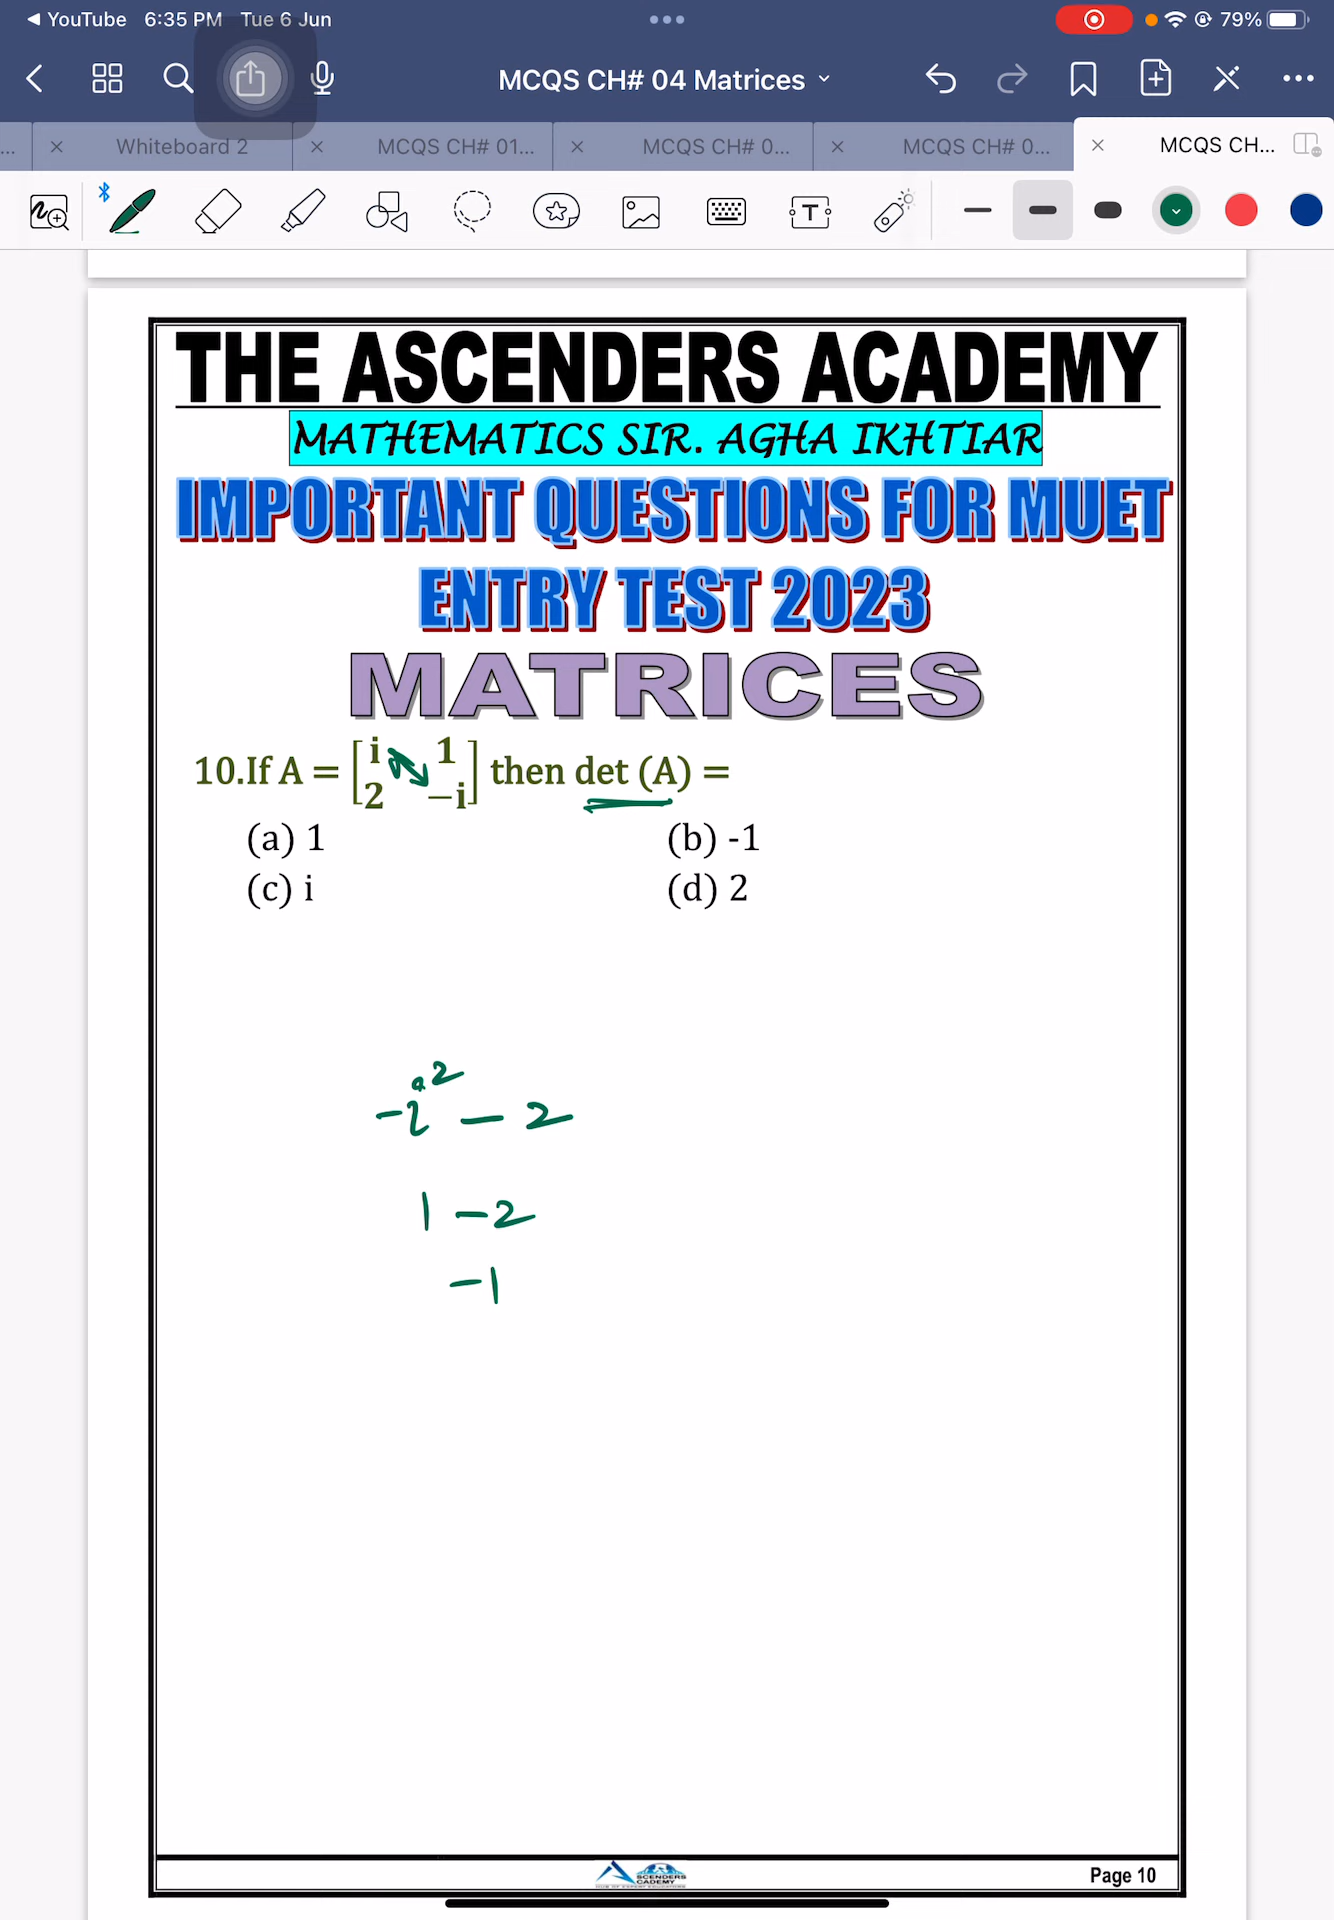 ◀ YouTube 6:35 PM Tue 6 Jun 79%
MCQS CH# 04 Matrices
... Whiteboard 2 MCQS CH# 01... MCQS CH# 0... MCQS CH# 0... MCQS CH...
THE ASCENDERS ACADEMY
MATHEMATICS SIR. AGHA IKHTIAR
IMPORTANT QUESTIONS FOR MUET
ENTRY TEST 2023
MATRICES
10.If A = [i 1; 2 −i] then det (A) =
(a) 1 (b) -1
(c) i (d) 2
-i² - 2
1 - 2
-1
ASCENDERS
ACADEMY
Page 10